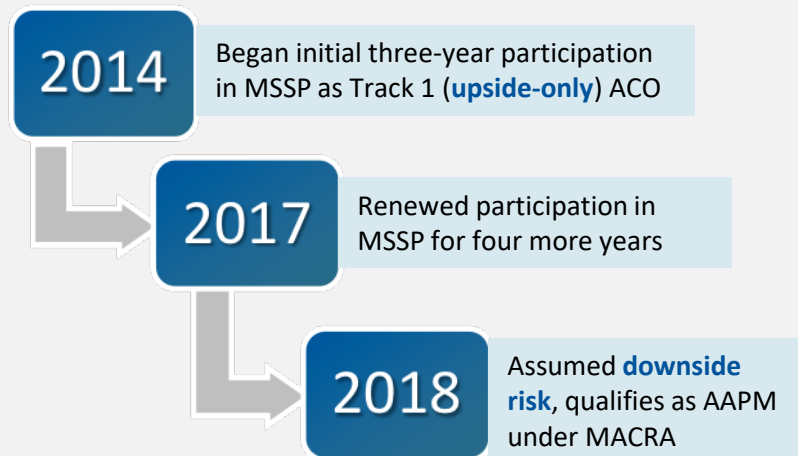 2014
Began initial three-year participation
in MSSP as Track 1 (upside-only) ACO
2017
Renewed participation in
MSSP for four more years
2018
Assumed downside
risk, qualifies as AAPM
under MACRA